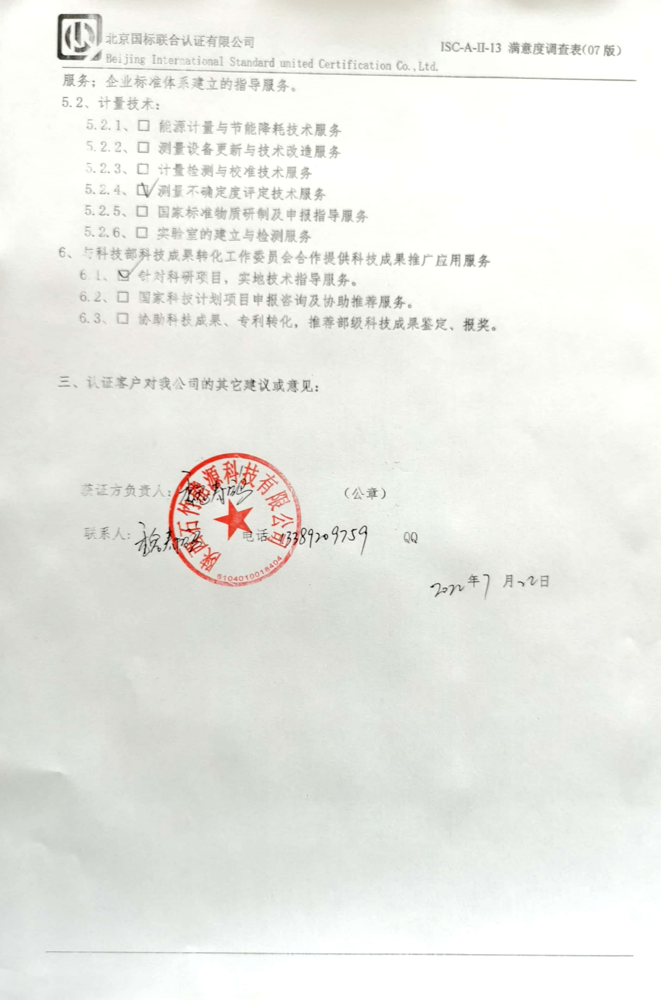 北京国标联合认证有限公司
ISC-A-II-13 满意度调查表(07版)
Beijing International Standard united Certification Co.,Ltd.
服务；企业标准体系建立的指导服务。
5.2、计量技术：
5.2.1、□ 能源计量与节能降耗技术服务
5.2.2、□ 测量设备更新与技术改造服务
5.2.3、□ 计量检测与校准技术服务
5.2.4、☑ 测量不确定度评定技术服务
5.2.5、□ 国家标准物质研制及申报指导服务
5.2.6、□ 实验室的建立与检测服务
6、与科技部科技成果转化工作委员会合作提供科技成果推广应用服务
6.1、☑ 针对科研项目，实地技术指导服务。
6.2、□ 国家科技计划项目申报咨询及协助推荐服务。
6.3、□ 协助科技成果、专利转化，推荐部级科技成果鉴定、报奖。
三、认证客户对我公司的其它建议或意见：
获证方负责人：
（公章）
联系人：
电话 13389209759 QQ
陕西石竹能源科技有限公司
6104010018404
2022年7月22日